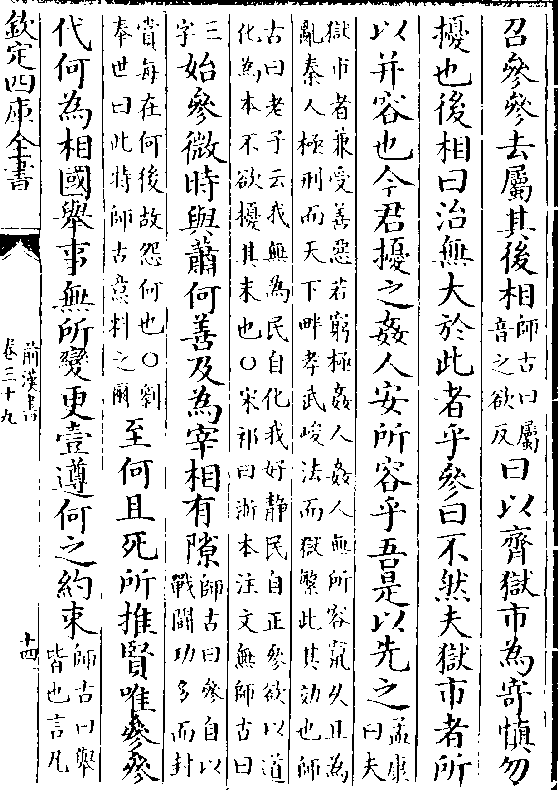 召參參去屬其後相師古曰屬音之欲反曰以齊獄市為寄慎勿
擾也後相曰治無大於此者乎參曰不然夫獄市者所
以并容也今君擾之姦人安所容乎吾是以先之孟康曰夫
獄市者兼受善惡若窮極姦人姦人無所容竄久且為
亂秦人極刑而天下畔孝武峻法而獄繁此其効也師
古曰老子云我無為民自化我好静民自正參欲以道
化為本不欲擾其末也○宋祁曰浙本注文無師古曰
三字始參微時與蕭何善及為宰相有隙師古曰參自以戰鬭功多而封
賞每在何後故怨何也○劉奉世曰此特師古意料之爾至何且死所推賢唯參參
代何為相國舉事無所變更壹遵何之約束師古曰舉皆也言凡
欽定四庫全書
前漢書
卷三十九
十四